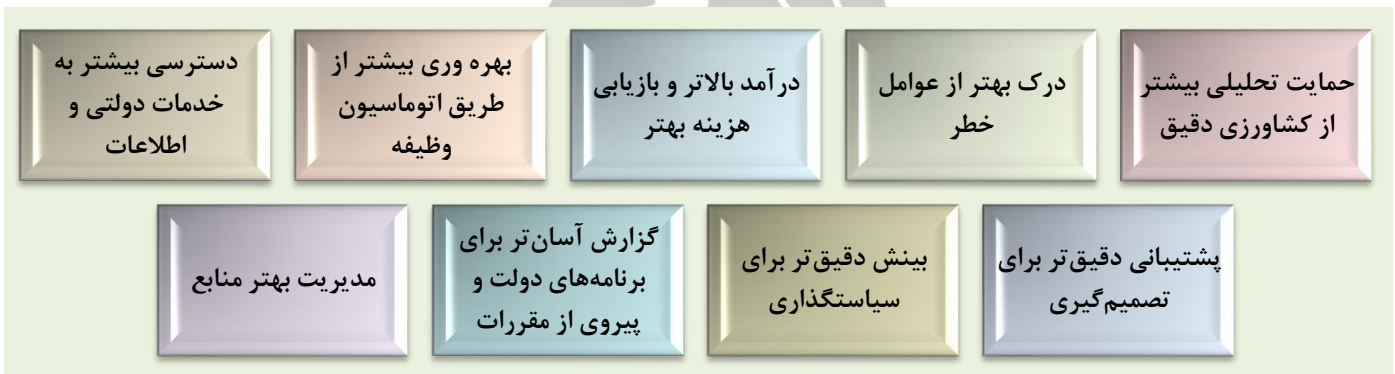 حمایت تحلیلی بیشتر
از کشاورزی دقیق
درک بهتر از عوامل
خطر
درآمد بالاتر و بازیابی
هزینه بهتر
بهره وری بیشتر از
طریق اتوماسیون
وظیفه
دسترسی بیشتر به
خدمات دولتی و
اطلاعات
پشتیبانی دقیق‌تر برای
تصمیم‌گیری
بینش دقیق‌تر برای
سیاستگذاری
گزارش آسان‌تر برای
برنامه‌های دولت و
پیروی از مقررات
مدیریت بهتر منابع